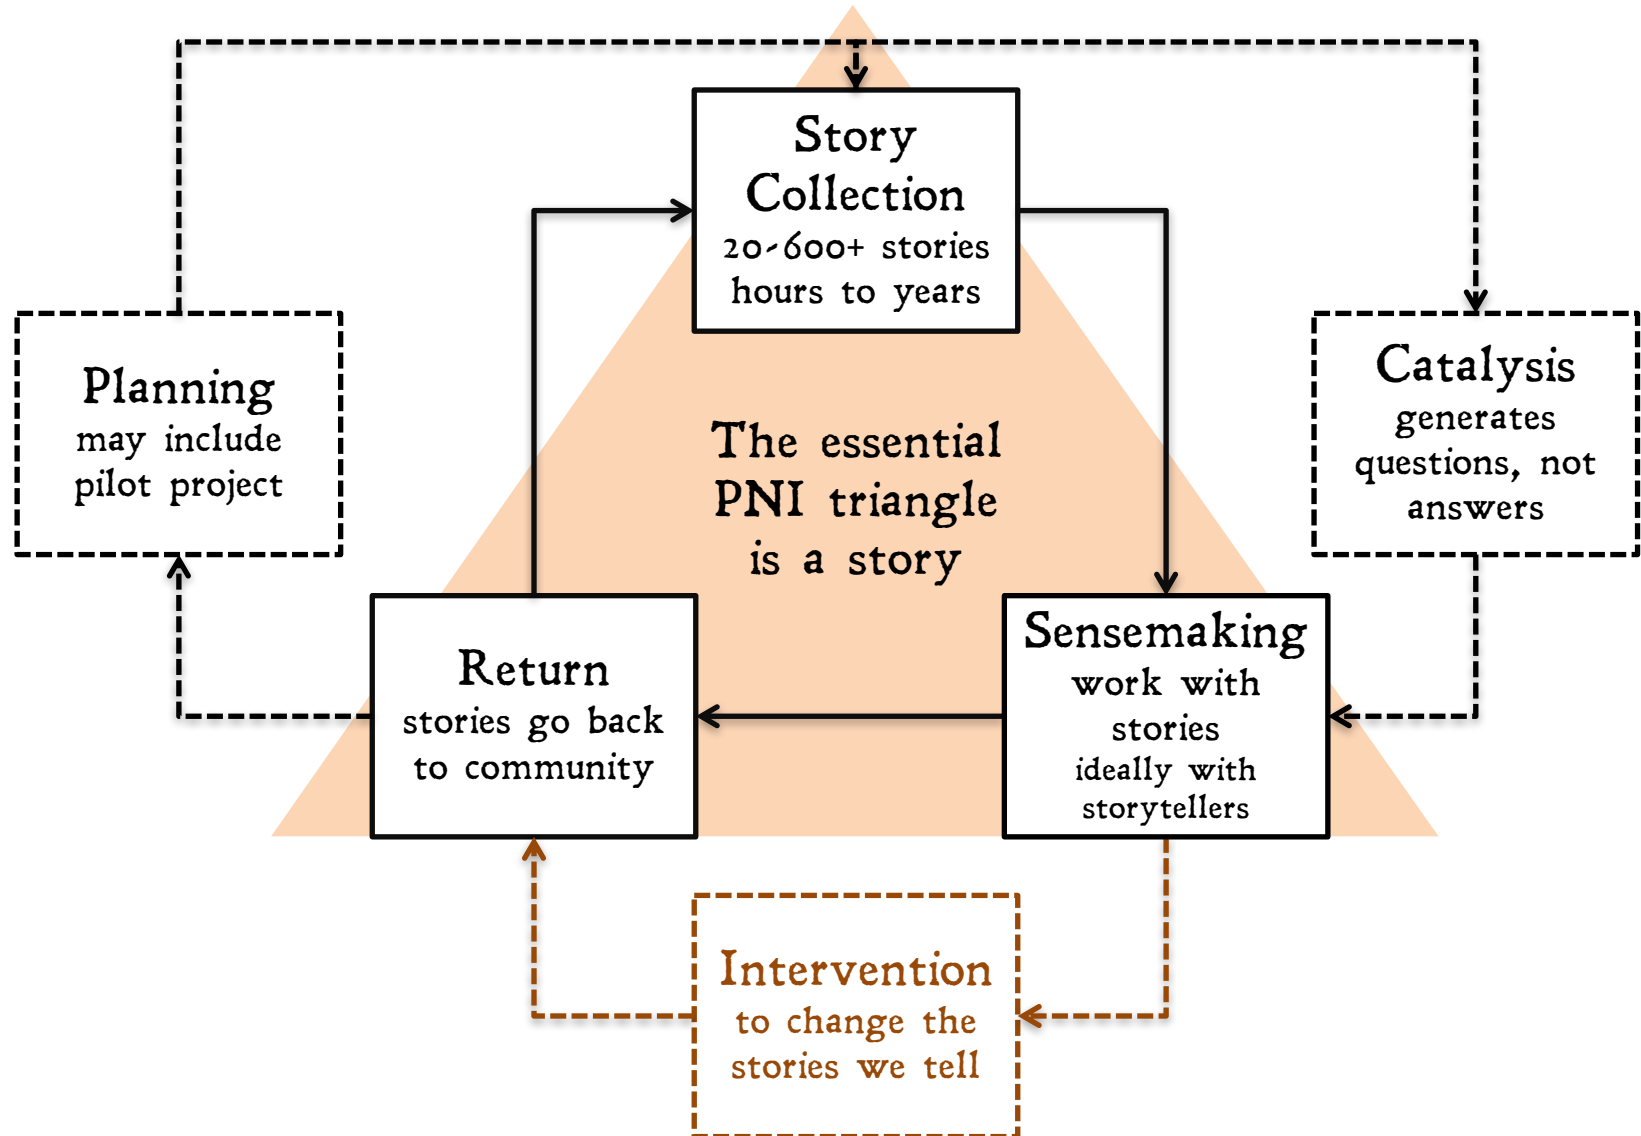 Story
Collection
20-600+ stories
hours to years
Planning
may include
pilot project
The essential
PNI triangle
is a story
Catalysis
generates
questions, not
answers
Return
stories go back
to community
Sensemaking
work with
stories
ideally with
storytellers
Intervention
to change the
stories we tell